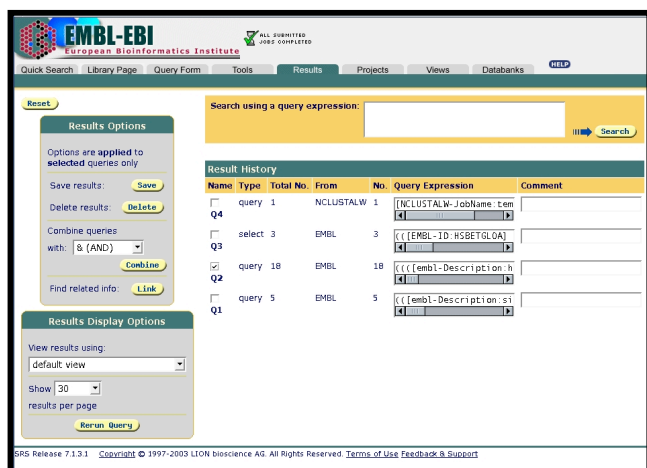 EMBL-EBI
European Bioinformatics Institute
ALL SUBMITTED
JOBS COMPLETED
Quick Search Library Page Query Form Tools Results Projects Views Databanks HELP
Reset
Search using a query expression:
Search
Results Options
Options are applied to
selected queries only
Save results: Save
Delete results: Delete
Combine queries
with: & (AND)
Combine
Find related info: Link
Result History
Name Type Total No. From No. Query Expression Comment
query 1 NCLUSTALW 1 [NCLUSTALW-JobName:tem
Q4
select 3 EMBL 3 (([EMBL-ID:HSBETGLOA]
Q3
query 18 EMBL 18 ((([embl-Description:h
Q2
query 5 EMBL 5 (([embl-Description:si
Q1
Results Display Options
View results using:
default view
Show 30
results per page
Rerun Query
SRS Release 7.1.3.1 Copyright © 1997-2003 LION bioscience AG. All Rights Reserved. Terms of Use Feedback & Support